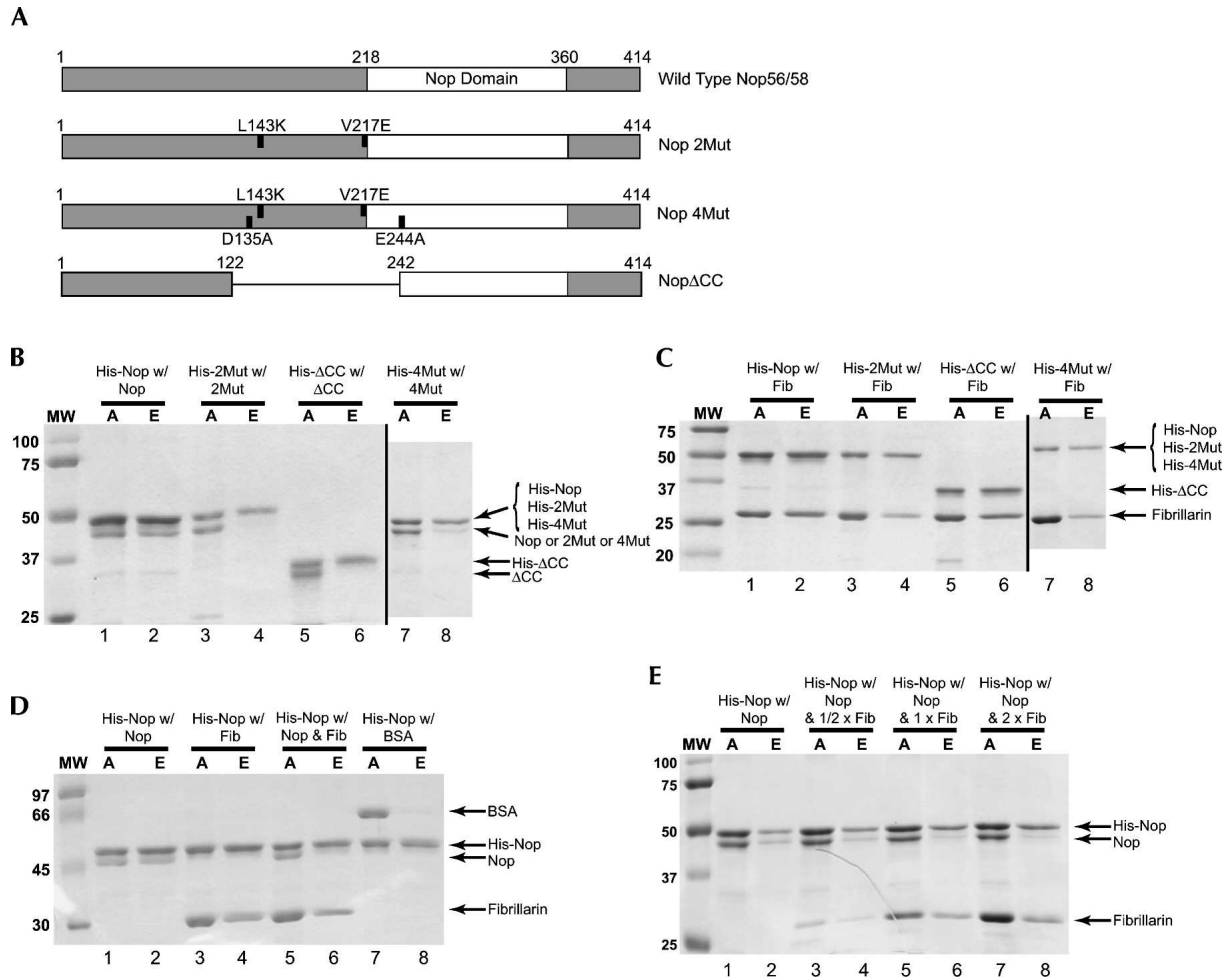 A
1 218 360 414
Nop Domain
Wild Type Nop56/58
1 L143K V217E 414
Nop 2Mut
1 L143K V217E 414
Nop 4Mut
D135A E244A
1 122 242 414
NopΔCC
B
His-Nop w/ Nop
His-2Mut w/ 2Mut
His-ΔCC w/ ΔCC
His-4Mut w/ 4Mut
MW A E A E A E A E
100
75
50
37
25
His-Nop
His-2Mut
His-4Mut
Nop or 2Mut or 4Mut
His-ΔCC
ΔCC
1 2 3 4 5 6 7 8
C
His-Nop w/ Fib
His-2Mut w/ Fib
His-ΔCC w/ Fib
His-4Mut w/ Fib
MW A E A E A E A E
75
50
37
25
20
His-Nop
His-2Mut
His-4Mut
His-ΔCC
Fibrillarin
1 2 3 4 5 6 7 8
D
His-Nop w/ Nop
His-Nop w/ Fib
His-Nop w/ Nop & Fib
His-Nop w/ BSA
MW A E A E A E A E
97
66
45
30
BSA
His-Nop
Nop
Fibrillarin
1 2 3 4 5 6 7 8
E
His-Nop w/ Nop
His-Nop w/ Nop & 1/2 x Fib
His-Nop w/ Nop & 1 x Fib
His-Nop w/ Nop & 2 x Fib
MW A E A E A E A E
100
75
50
37
25
His-Nop
Nop
Fibrillarin
1 2 3 4 5 6 7 8